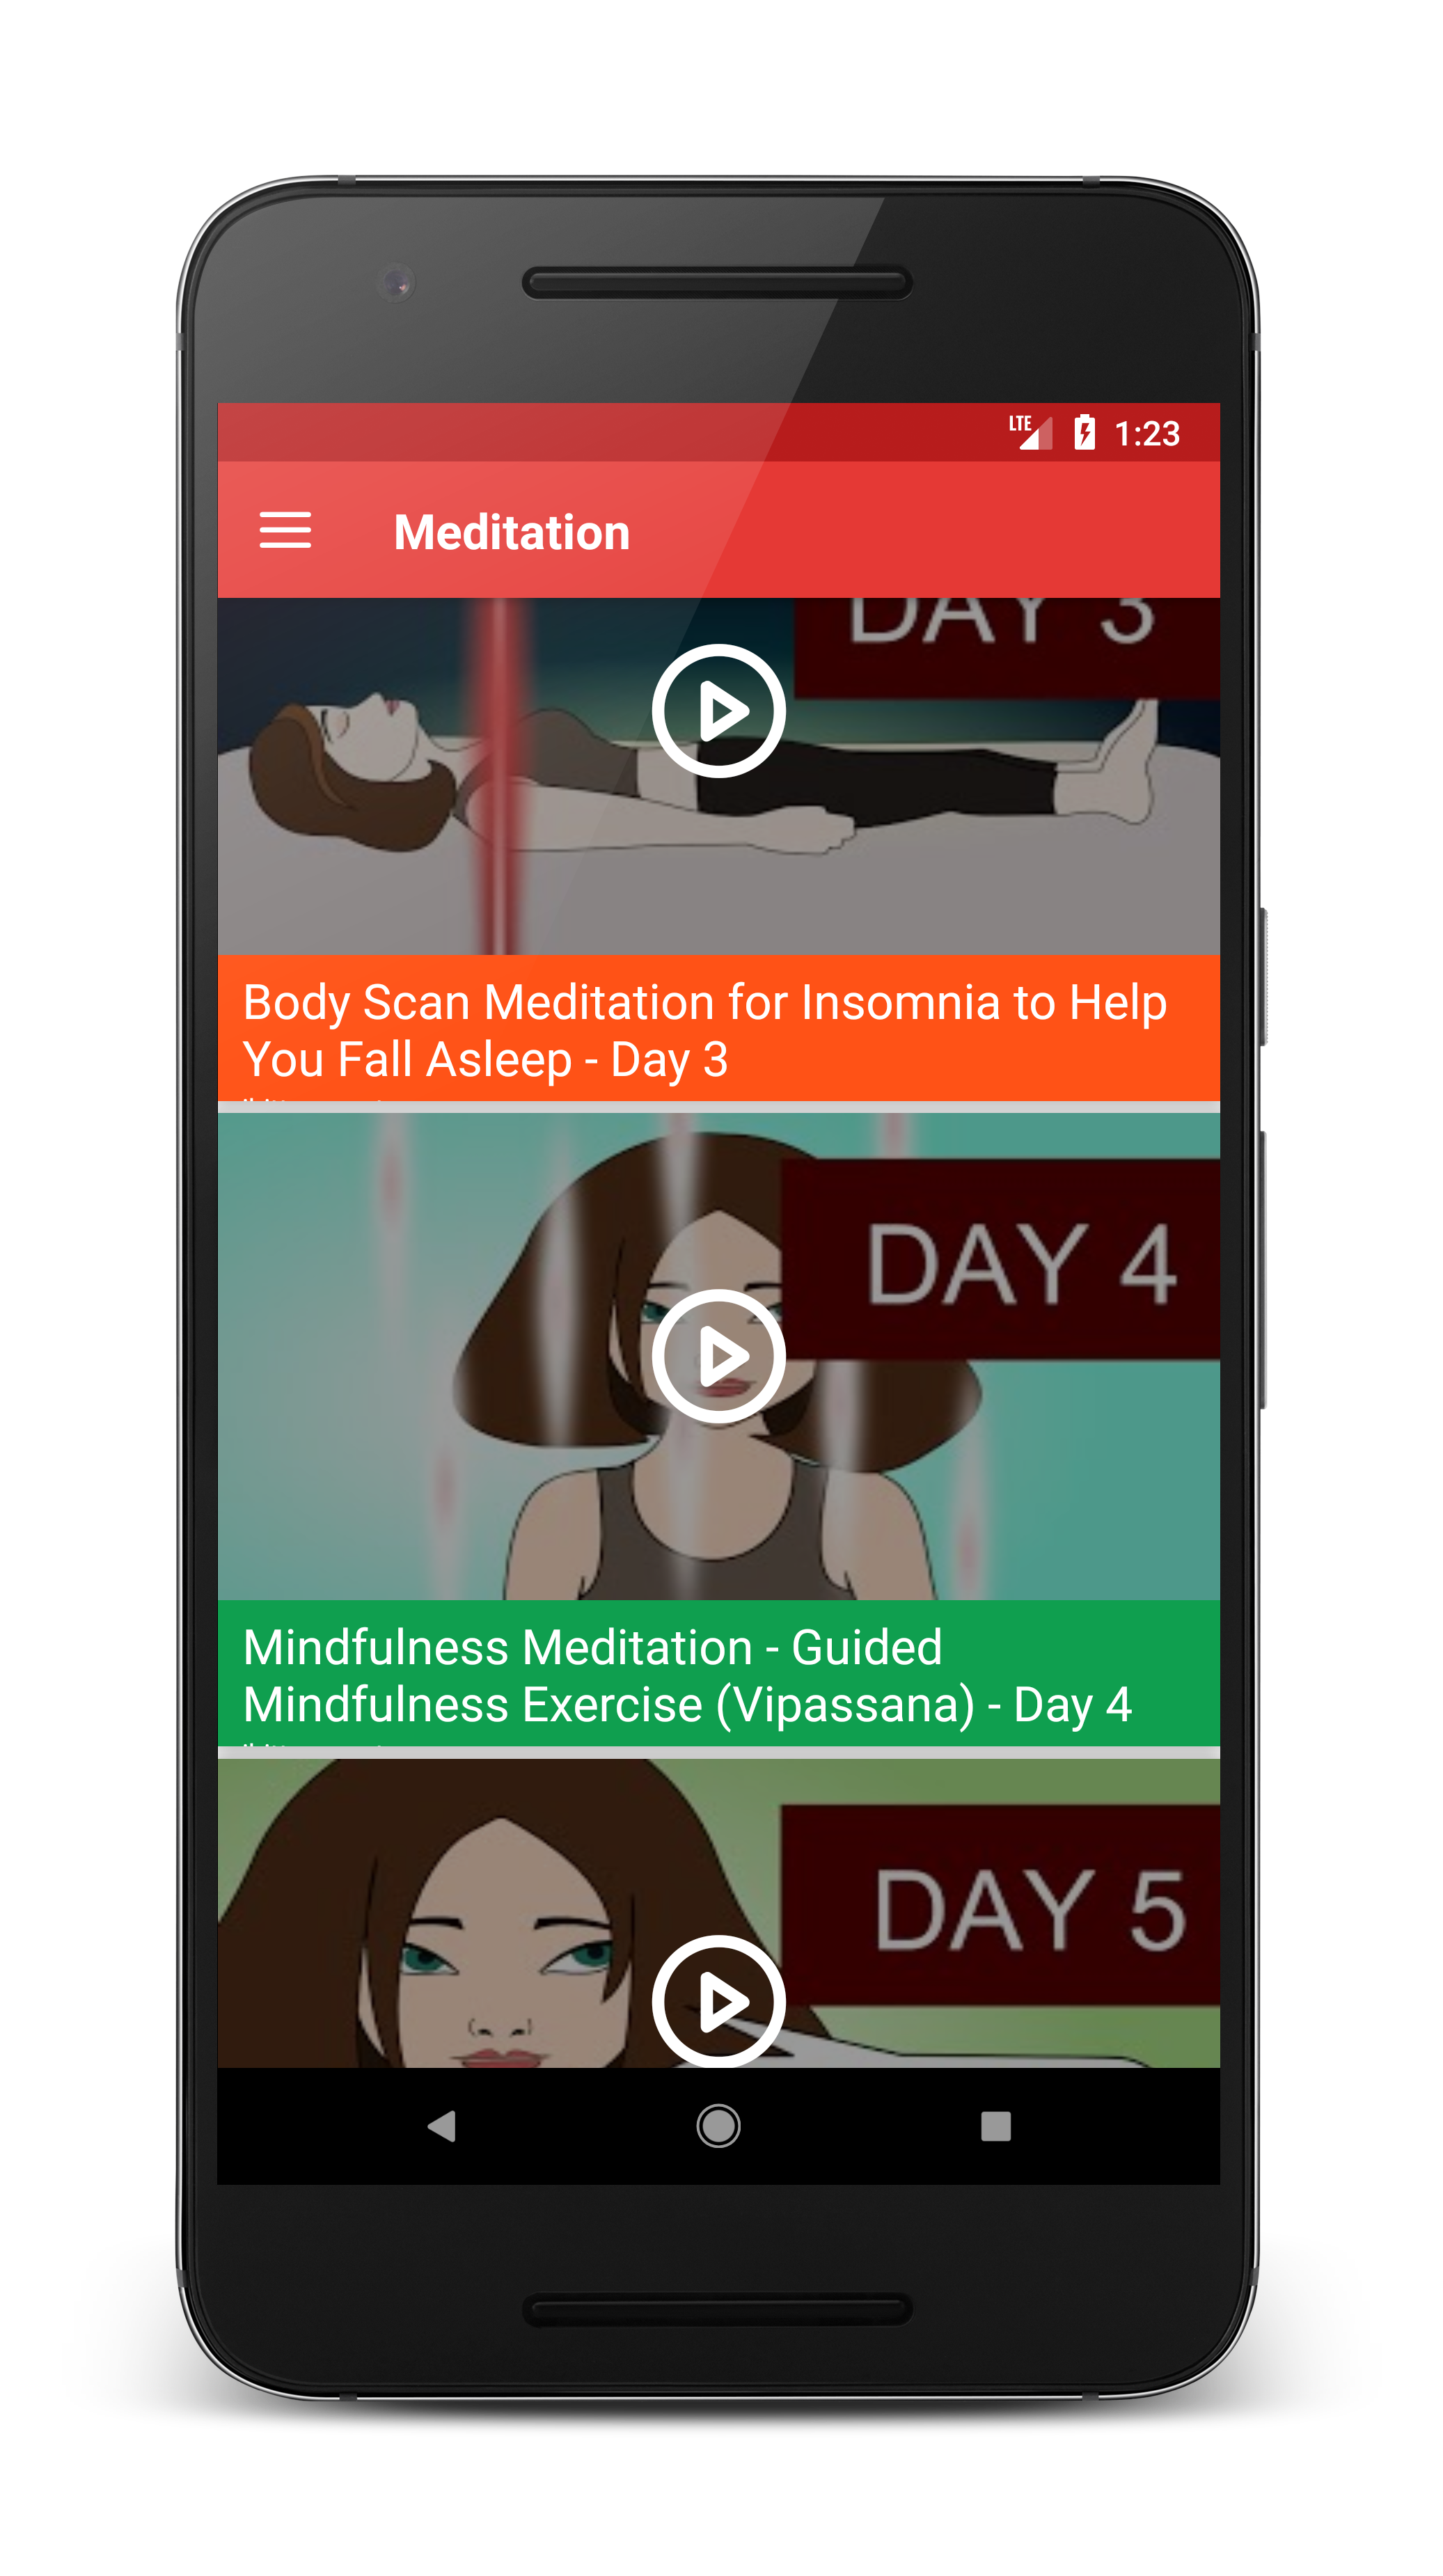 LTE 1:23
Meditation
DAY 3
Body Scan Meditation for Insomnia to Help
You Fall Asleep - Day 3
DAY 4
Mindfulness Meditation - Guided
Mindfulness Exercise (Vipassana) - Day 4
DAY 5